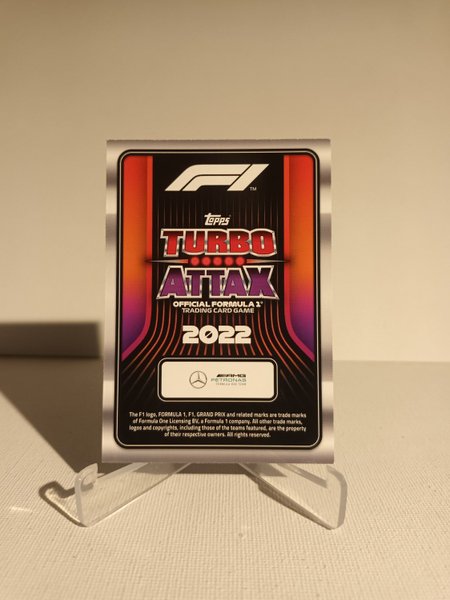 F1 ™
Topps
TURBO
ATTAX
OFFICIAL FORMULA 1®
TRADING CARD GAME
2022
AMG
PETRONAS
FORMULA ONE TEAM
The F1 logo, FORMULA 1, F1, GRAND PRIX and related marks are trade marks
of Formula One Licensing BV, a Formula 1 company. All other trade marks,
logos and copyrights, including those of the teams featured, are the property
of their respective owners. All rights reserved.